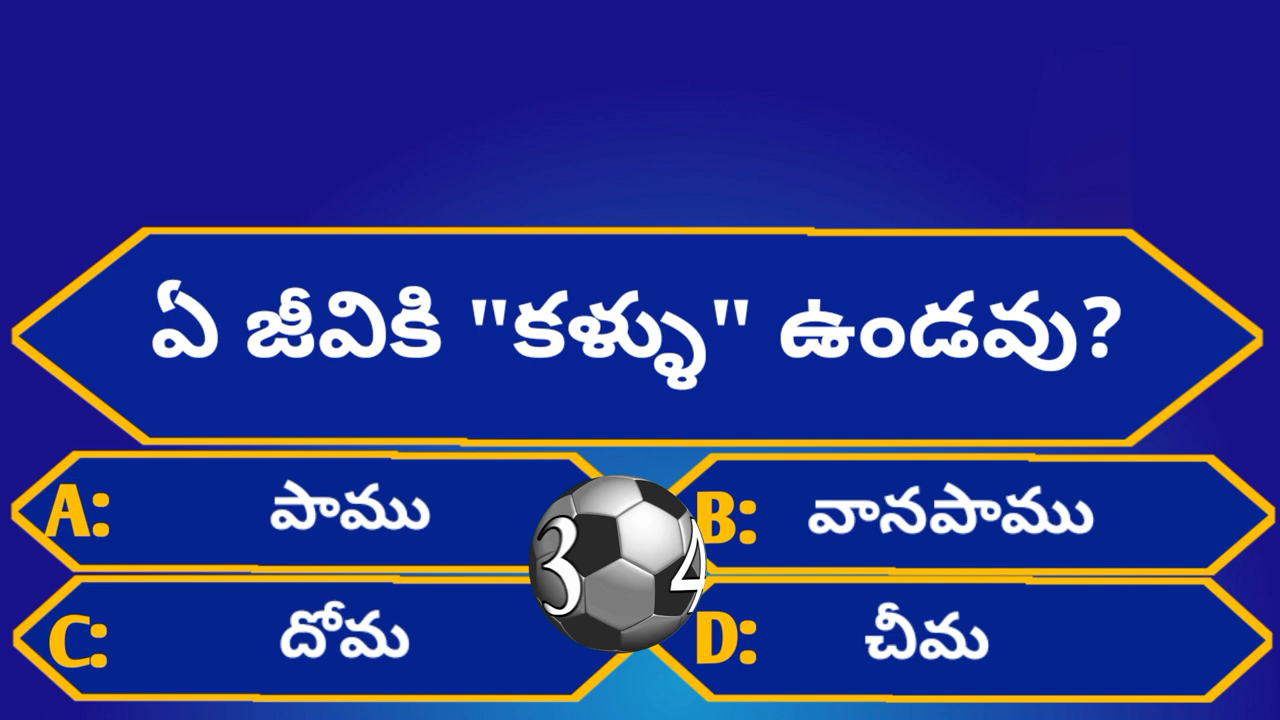 ఏ జీవికి "కళ్ళు" ఉండవు?
A: పాము
B: వానపాము
3 4
C: దోమ
D: చీమ